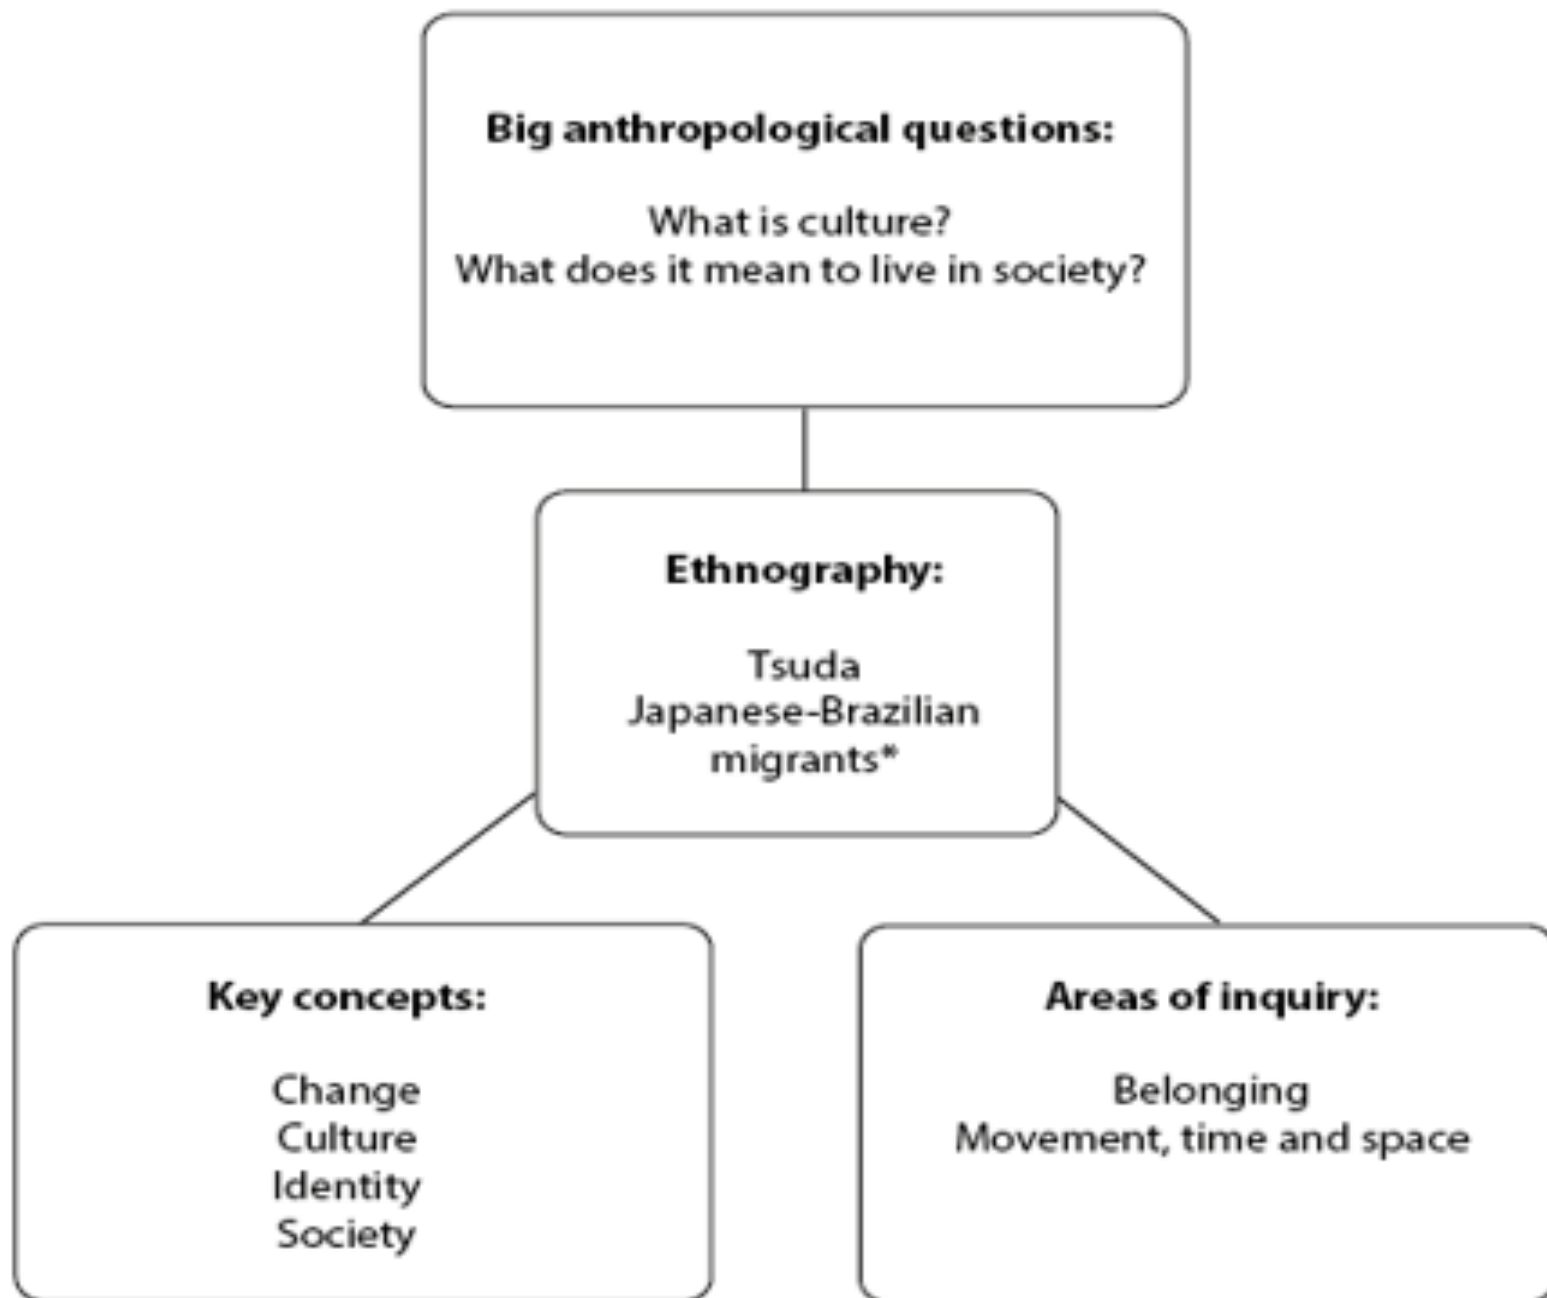 Big anthropological questions:
What is culture?
What does it mean to live in society?
Ethnography:
Tsuda
Japanese-Brazilian
migrants*
Key concepts:
Change
Culture
Identity
Society
Areas of inquiry:
Belonging
Movement, time and space